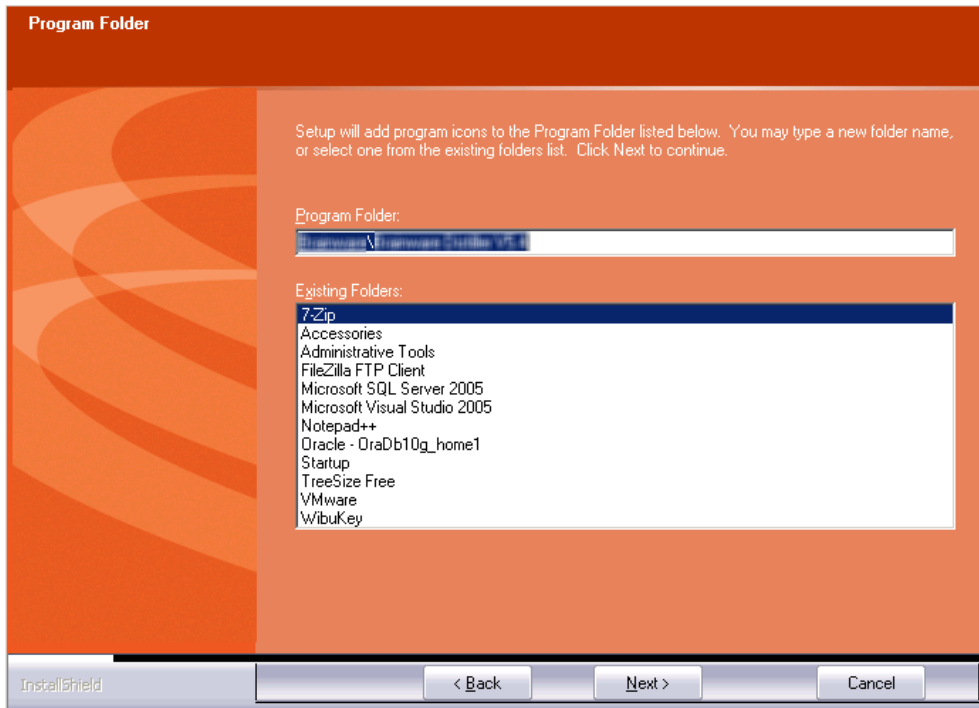 Program Folder
Setup will add program icons to the Program Folder listed below. You may type a new folder name,
or select one from the existing folders list. Click Next to continue.
Program Folder:
\
Existing Folders:
7-Zip
Accessories
Administrative Tools
FileZilla FTP Client
Microsoft SQL Server 2005
Microsoft Visual Studio 2005
Notepad++
Oracle - OraDb10g_home1
Startup
TreeSize Free
VMware
WibuKey
InstallShield
< Back
Next >
Cancel